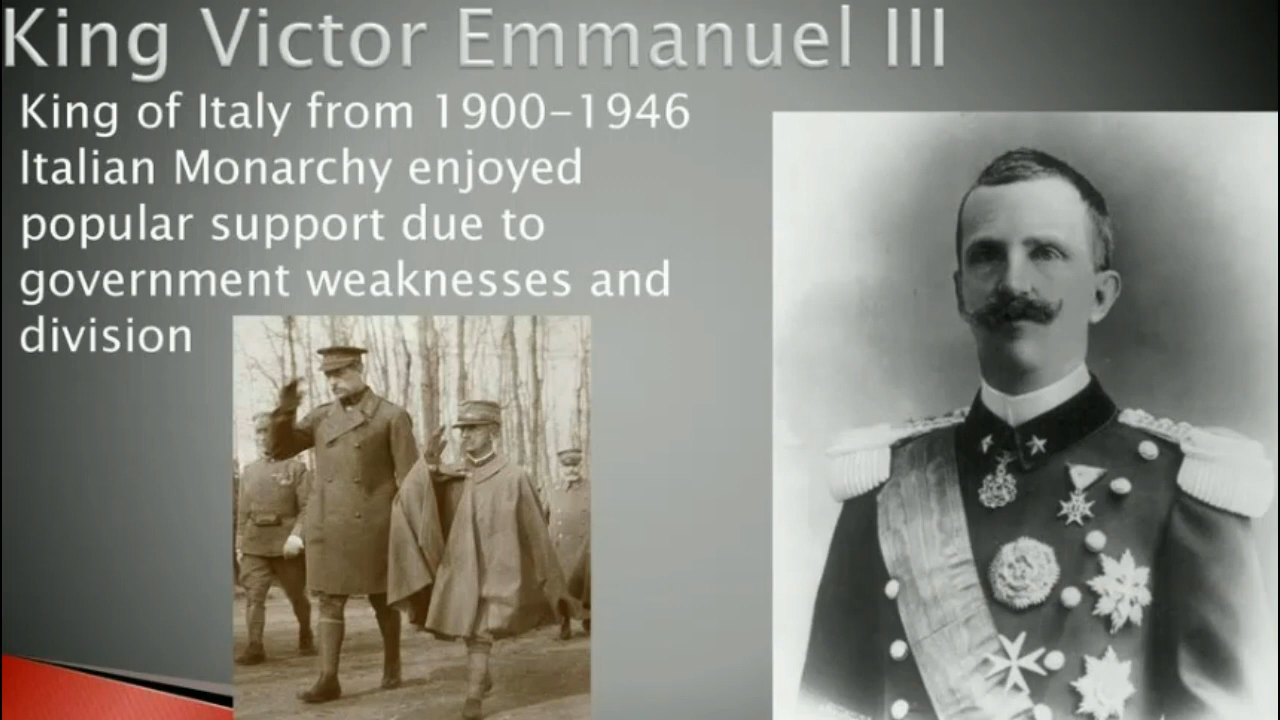 King Victor Emmanuel III
King of Italy from 1900-1946
Italian Monarchy enjoyed
popular support due to
government weaknesses and
division